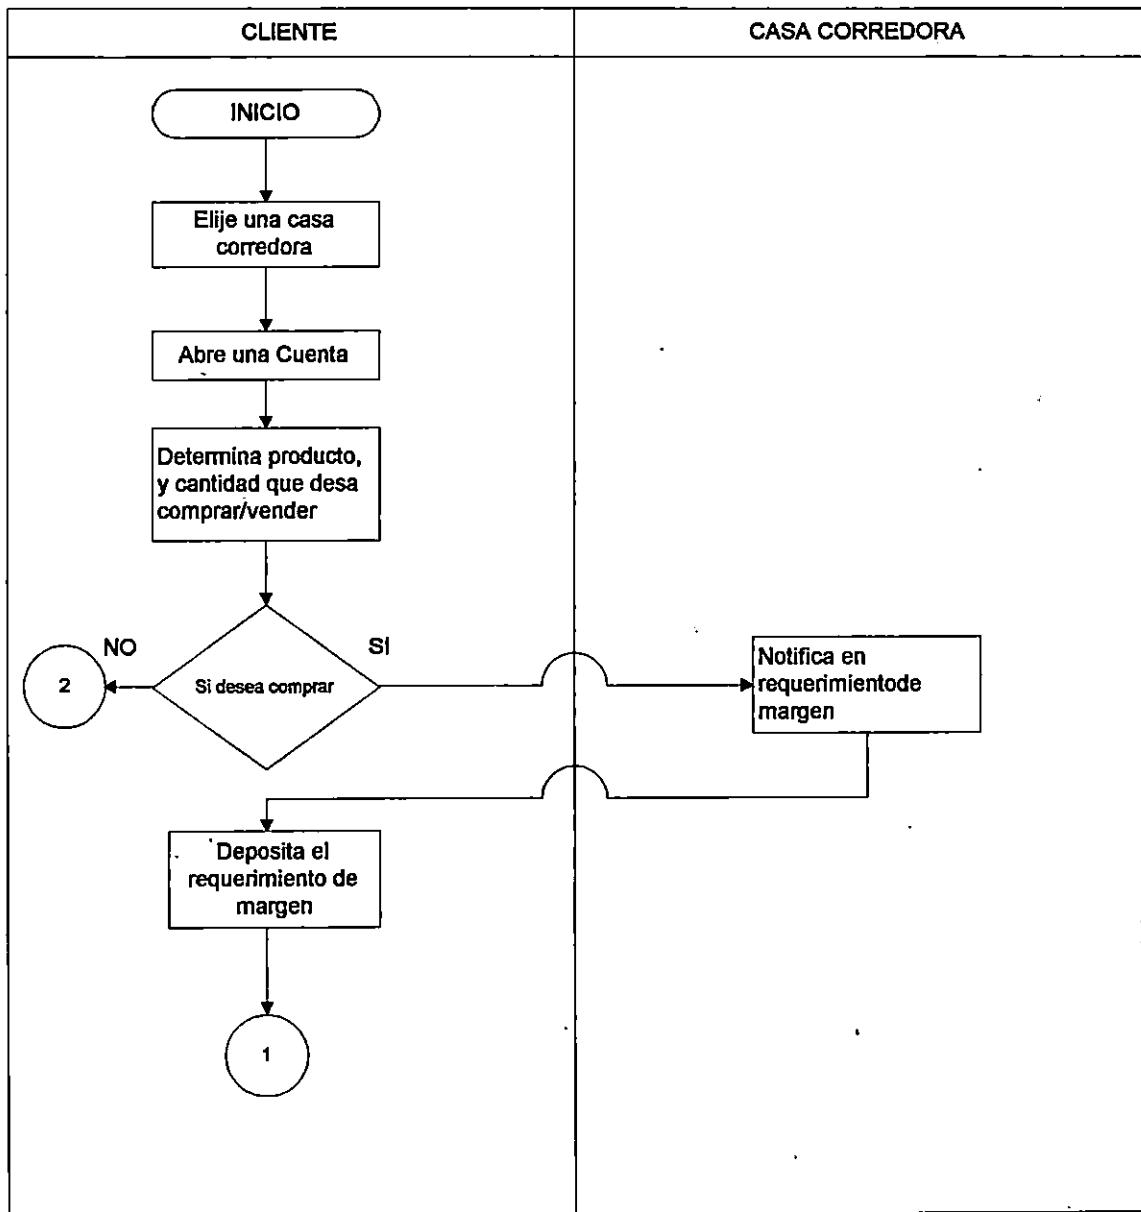 CLIENTE
CASA CORREDORA
INICIO
Elije una casa
corredora
Abre una Cuenta
Determina producto,
y cantidad que desa
comprar/vender
NO
SI
2
Si desea comprar
Notifica en
requerimientode
margen
Deposita el
requerimiento de
margen
1